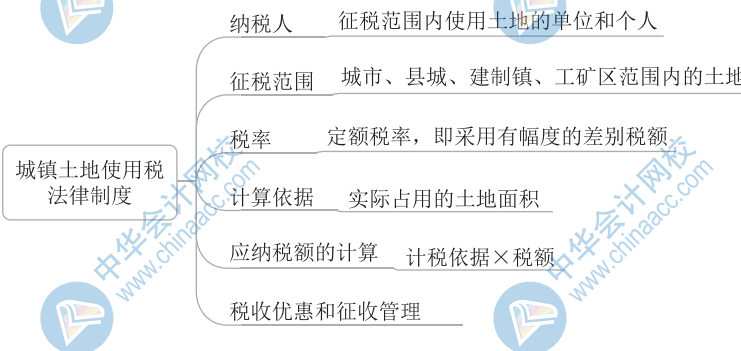 纳税人 征税范围内使用土地的单位和个人
征税范围 城市、县城、建制镇、工矿区范围内的土地
税率 定额税率，即采用有幅度的差别税额
城镇土地使用税
法律制度
计算依据 实际占用的土地面积
应纳税额的计算 计税依据×税额
税收优惠和征收管理
中华会计网校
www.chinaacc.com
中华会计网校
www.chinaacc.com